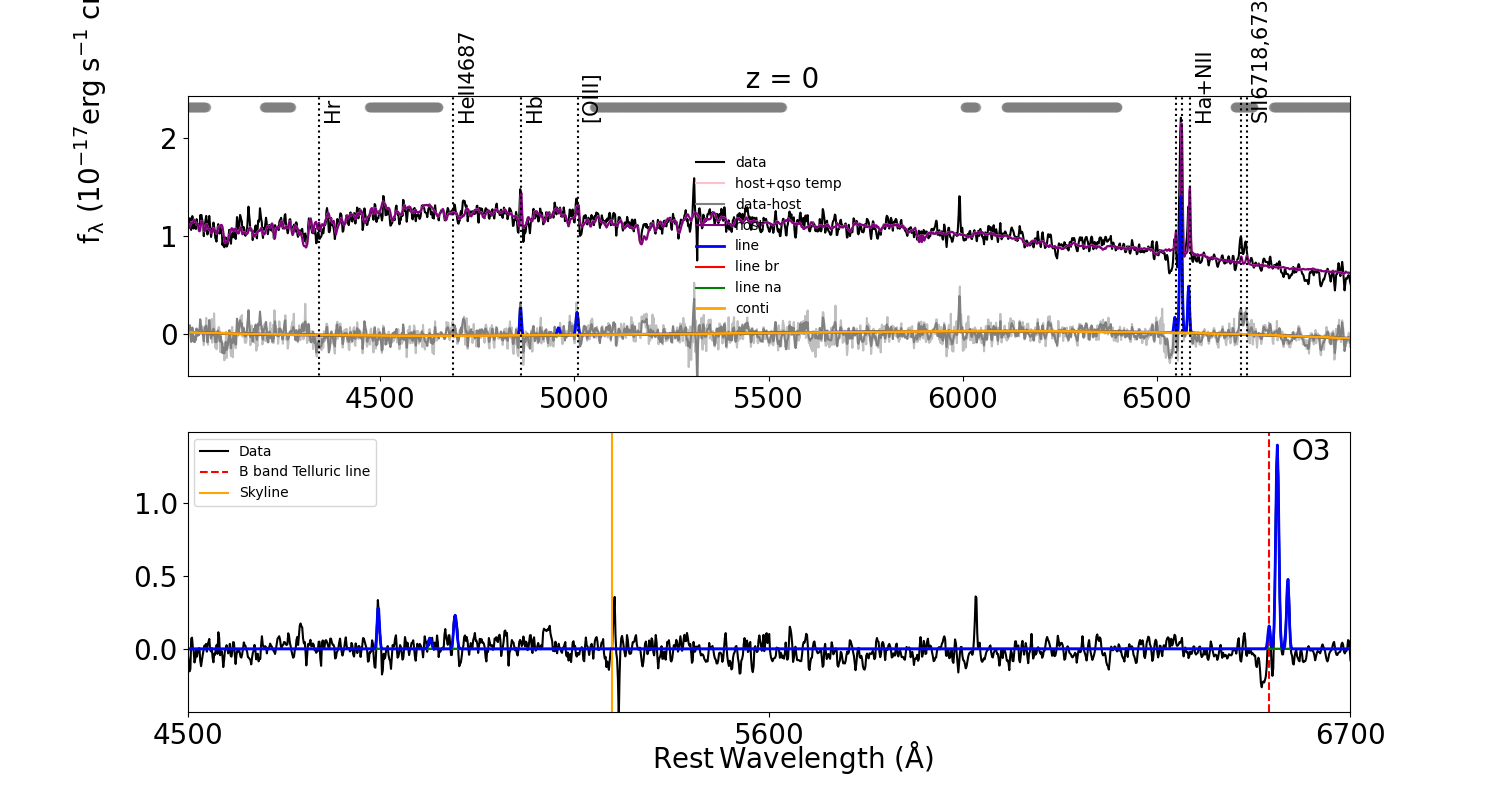 z = 0
f_λ (10^−17 erg s^−1
Hr
HeII4687
Hb
[OIII]
Ha+NII
SII6718,673
data
host+qso temp
data-host
line
line br
line na
conti
2
1
0
4500 5000 5500 6000 6500
Data
B band Telluric line
Skyline
O3
1.0
0.5
0.0
4500 5600 6700
Rest Wavelength (Å)